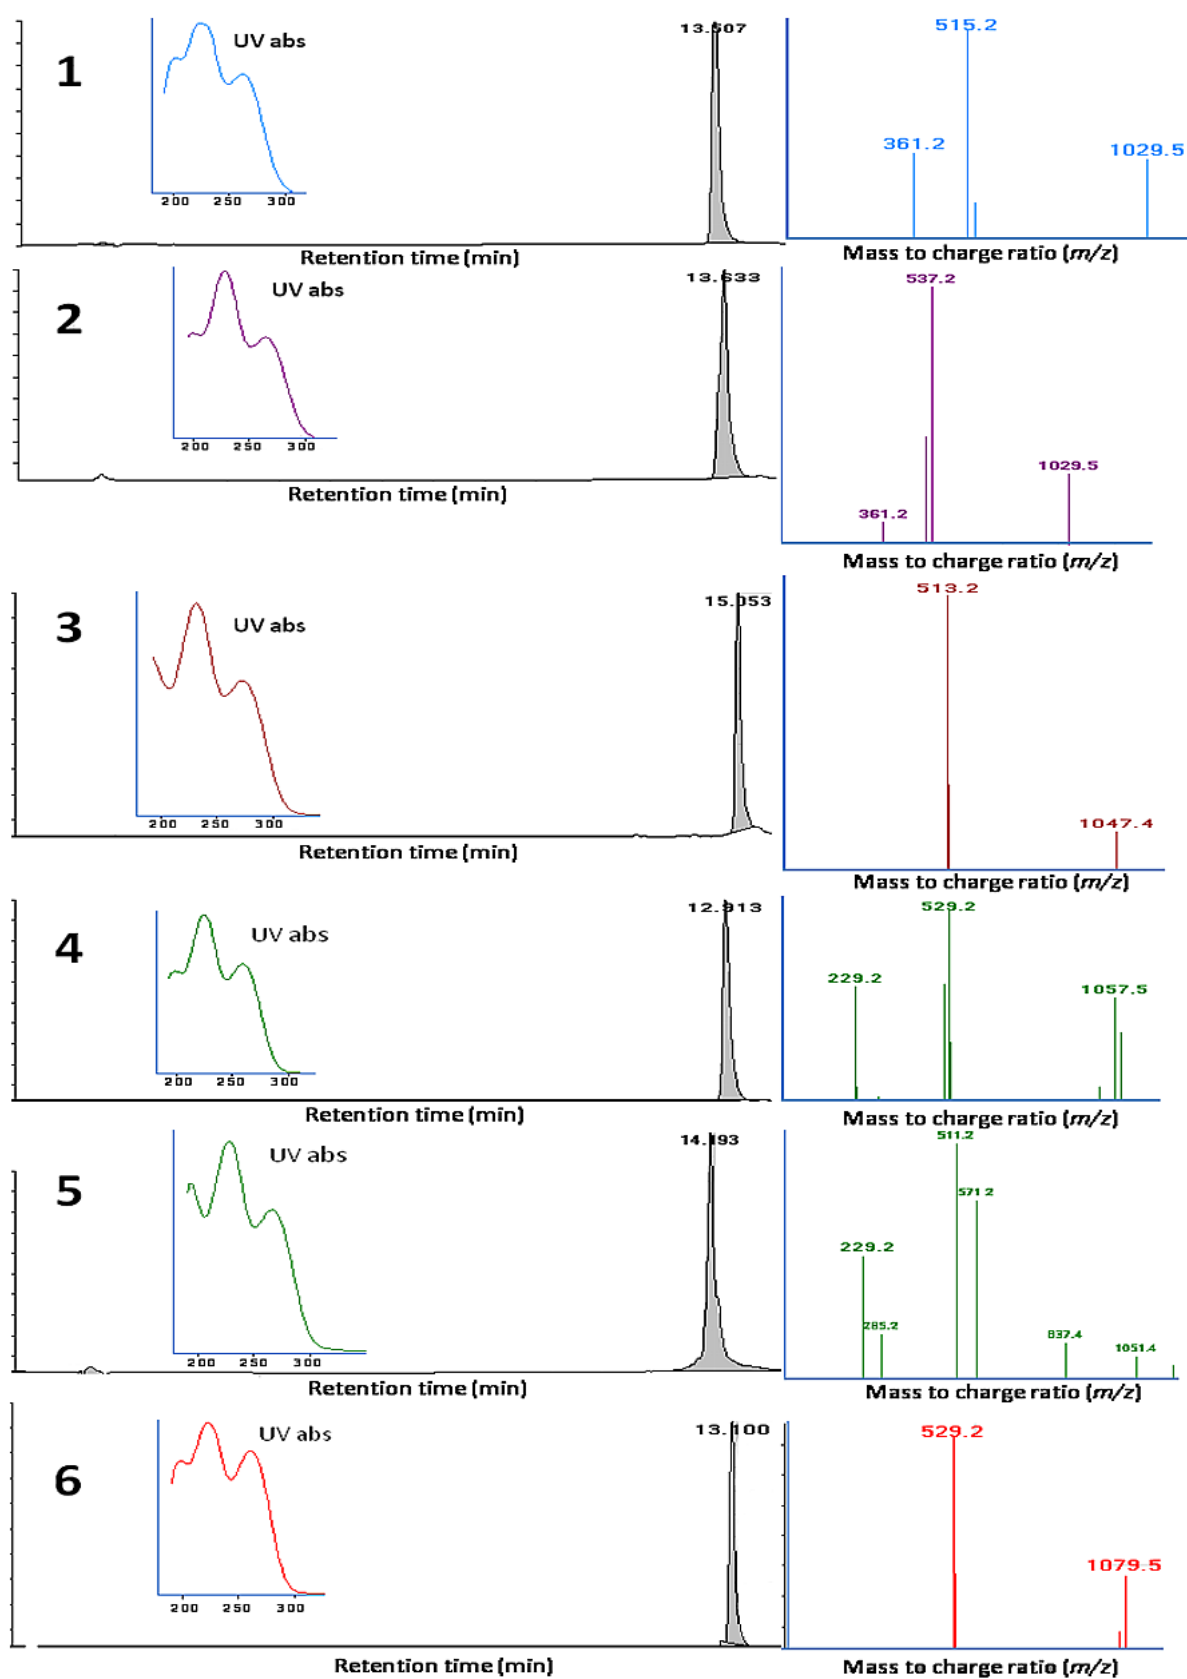 1
UV abs
200 250 300
13.507
Retention time (min)
515.2
361.2
1029.5
Mass to charge ratio (m/z)
2
UV abs
200 250 300
13.633
Retention time (min)
537.2
1029.5
361.2
Mass to charge ratio (m/z)
3
UV abs
200 250 300
15.053
Retention time (min)
513.2
1047.4
Mass to charge ratio (m/z)
4
UV abs
200 250 300
12.913
Retention time (min)
529.2
229.2
1057.5
Mass to charge ratio (m/z)
5
UV abs
200 250 300
14.193
Retention time (min)
511.2
571.2
229.2
285.2
837.4
1051.4
Mass to charge ratio (m/z)
6
UV abs
200 250 300
13.100
Retention time (min)
529.2
1079.5
Mass to charge ratio (m/z)